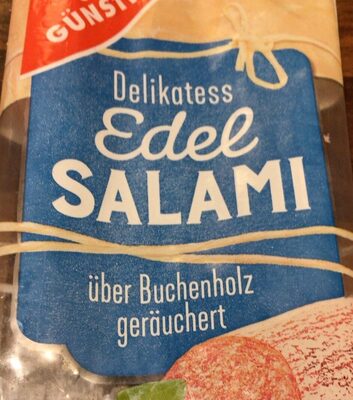 Delikatess
Edel
SALAMI
über Buchenholz
geräuchert